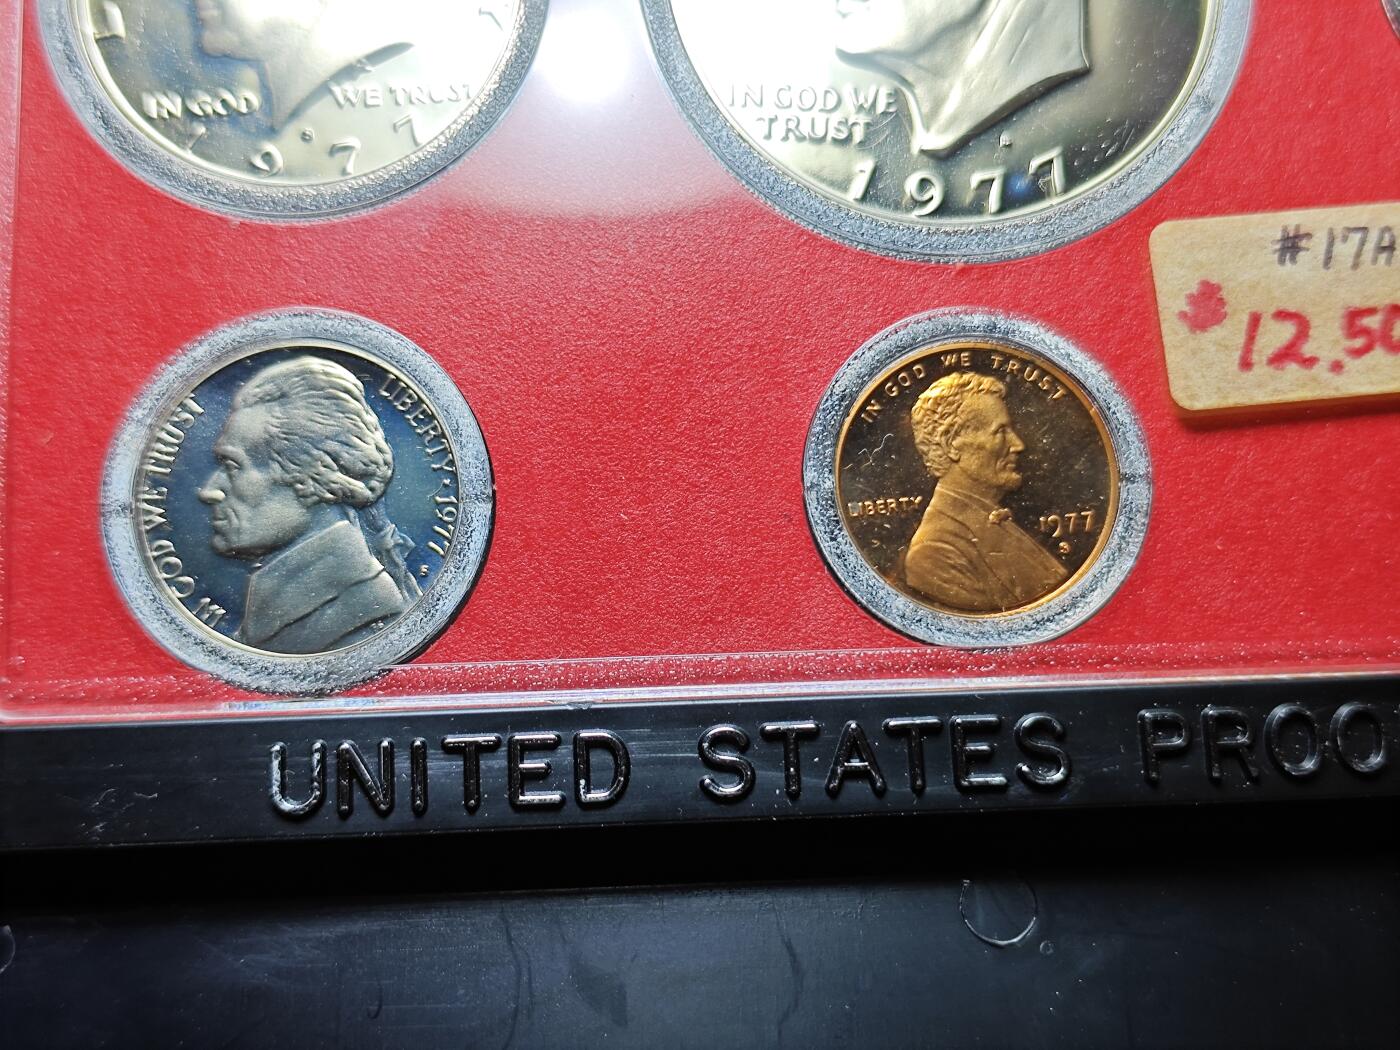 IN GOD WE TRUST
1977
IN GOD WE
TRUST
1977
#17A
12.50
IN GOD WE TRUST
LIBERTY · 1977
S
IN GOD WE TRUST
LIBERTY
1977
S
UNITED STATES PROO